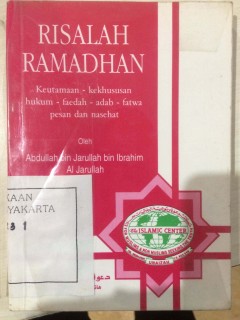 RISALAH
RAMADHAN
Keutamaan - kekhususan
hukum - faedah - adab - fatwa
pesan dan nasehat
Oleh
Abdullah bin Jarullah bin Ibrahim
Al Jarullah
KAAN
YAKARTA
ISLAMIC CENTER